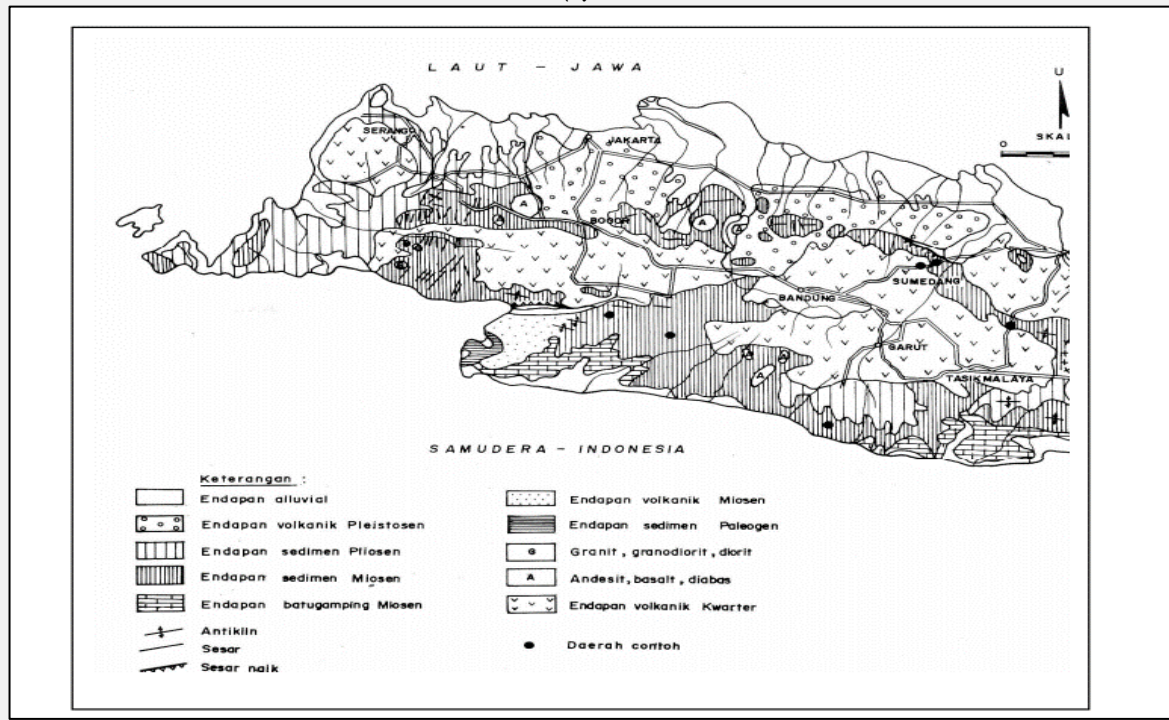 LAUT - JAWA
U
SERANG
JAKARTA
SKAL
O
A
BOGOR
A
A
A
G
G
SUMEDANG
BANDUNG
GARUT
G
G
A
TASIKMALAYA
SAMUDERA - INDONESIA
Keterangan :
Endapan alluvial
Endapan volkanik Pleistosen
Endapan sedimen Pliosen
Endapan sedimen Miosen
Endapan batugamping Miosen
Antiklin
Sesar
Sesar naik
Endapan volkanik Miosen
Endapan sedimen Paleogen
G Granit, granodiorit, diorit
A Andesit, basalt, diabas
Endapan volkanik Kwarter
Daerah contoh